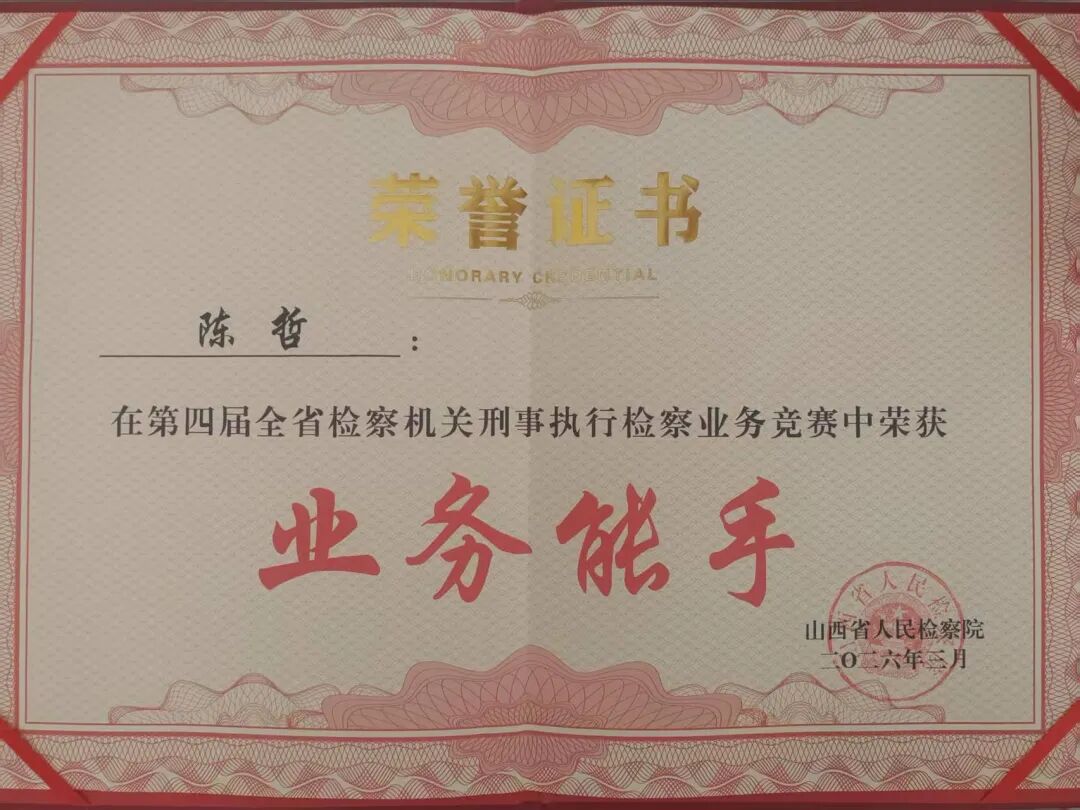 荣誉证书
HONORARY CREDENTIAL
陈哲：
在第四届全省检察机关刑事执行检察业务竞赛中荣获
业务能手
山西省人民检察院
二〇二六年三月